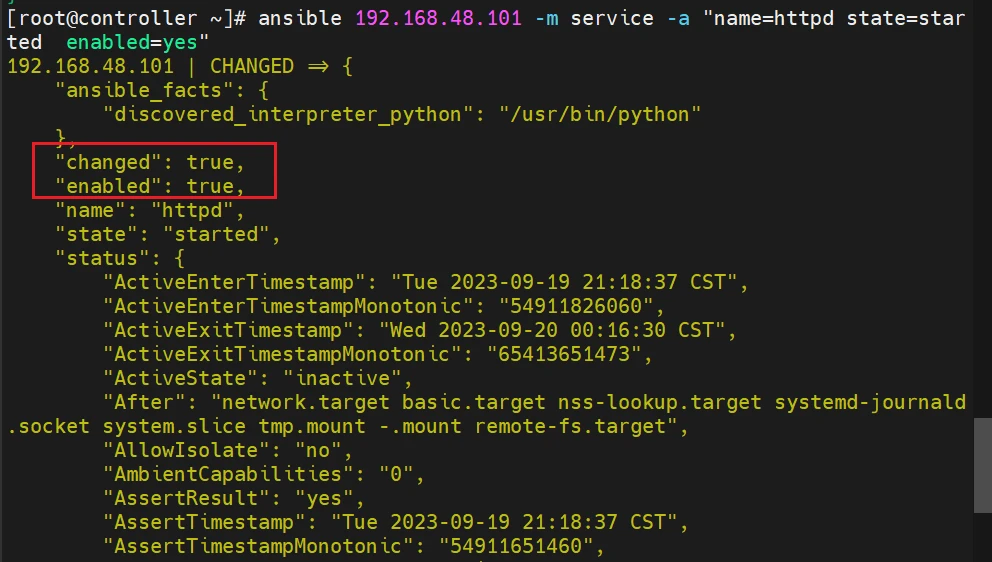 [root@controller ~]# ansible 192.168.48.101 -m service -a "name=httpd state=star
ted  enabled=yes"
192.168.48.101 | CHANGED => {
    "ansible_facts": {
        "discovered_interpreter_python": "/usr/bin/python"
    },
    "changed": true,
    "enabled": true,
    "name": "httpd",
    "state": "started",
    "status": {
        "ActiveEnterTimestamp": "Tue 2023-09-19 21:18:37 CST",
        "ActiveEnterTimestampMonotonic": "54911826060",
        "ActiveExitTimestamp": "Wed 2023-09-20 00:16:30 CST",
        "ActiveExitTimestampMonotonic": "65413651473",
        "ActiveState": "inactive",
        "After": "network.target basic.target nss-lookup.target systemd-journald
.socket system.slice tmp.mount -.mount remote-fs.target",
        "AllowIsolate": "no",
        "AmbientCapabilities": "0",
        "AssertResult": "yes",
        "AssertTimestamp": "Tue 2023-09-19 21:18:37 CST",
        "AssertTimestampMonotonic": "54911651460",